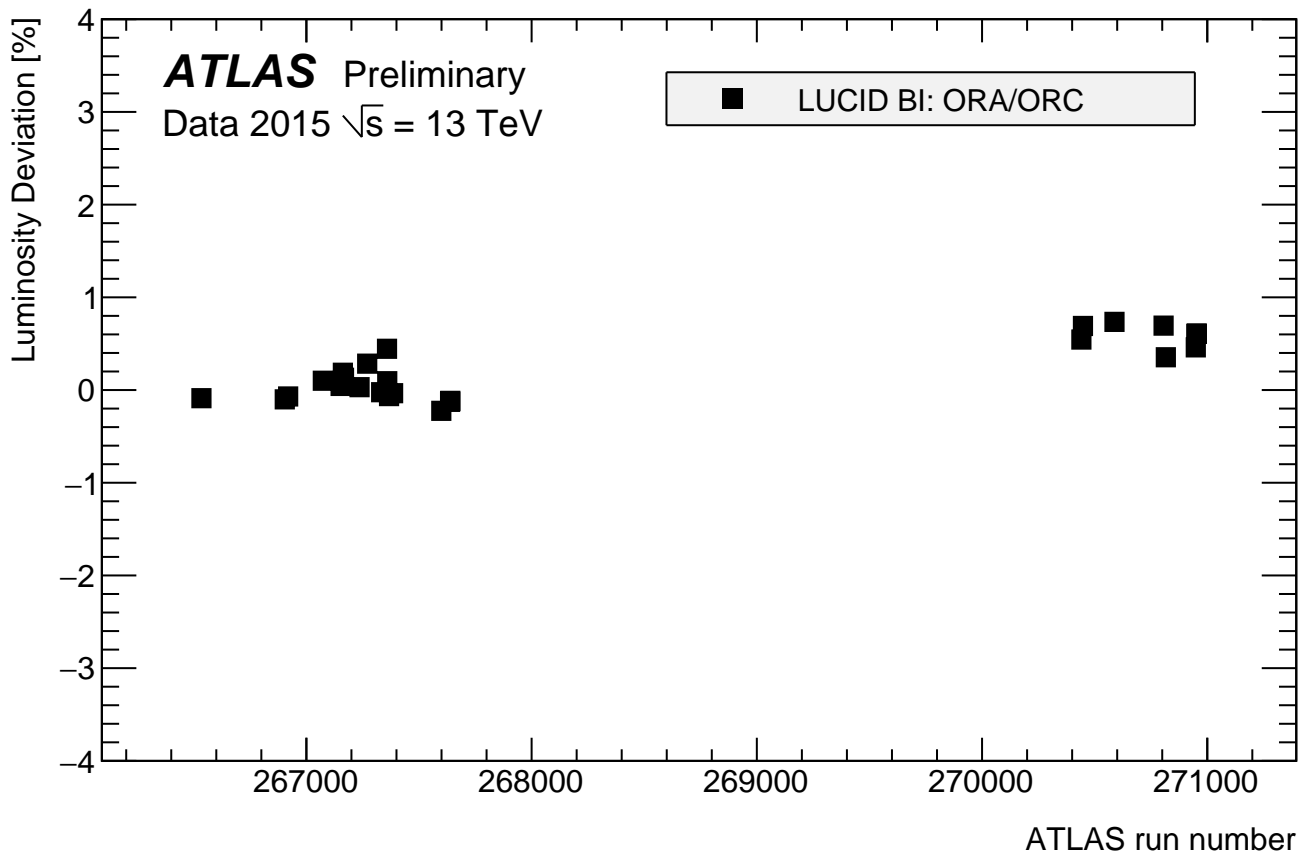 Luminosity Deviation [%]
ATLAS Preliminary
Data 2015 √s = 13 TeV
LUCID BI: ORA/ORC
4
3
2
1
0
−1
−2
−3
−4
267000 268000 269000 270000 271000
ATLAS run number